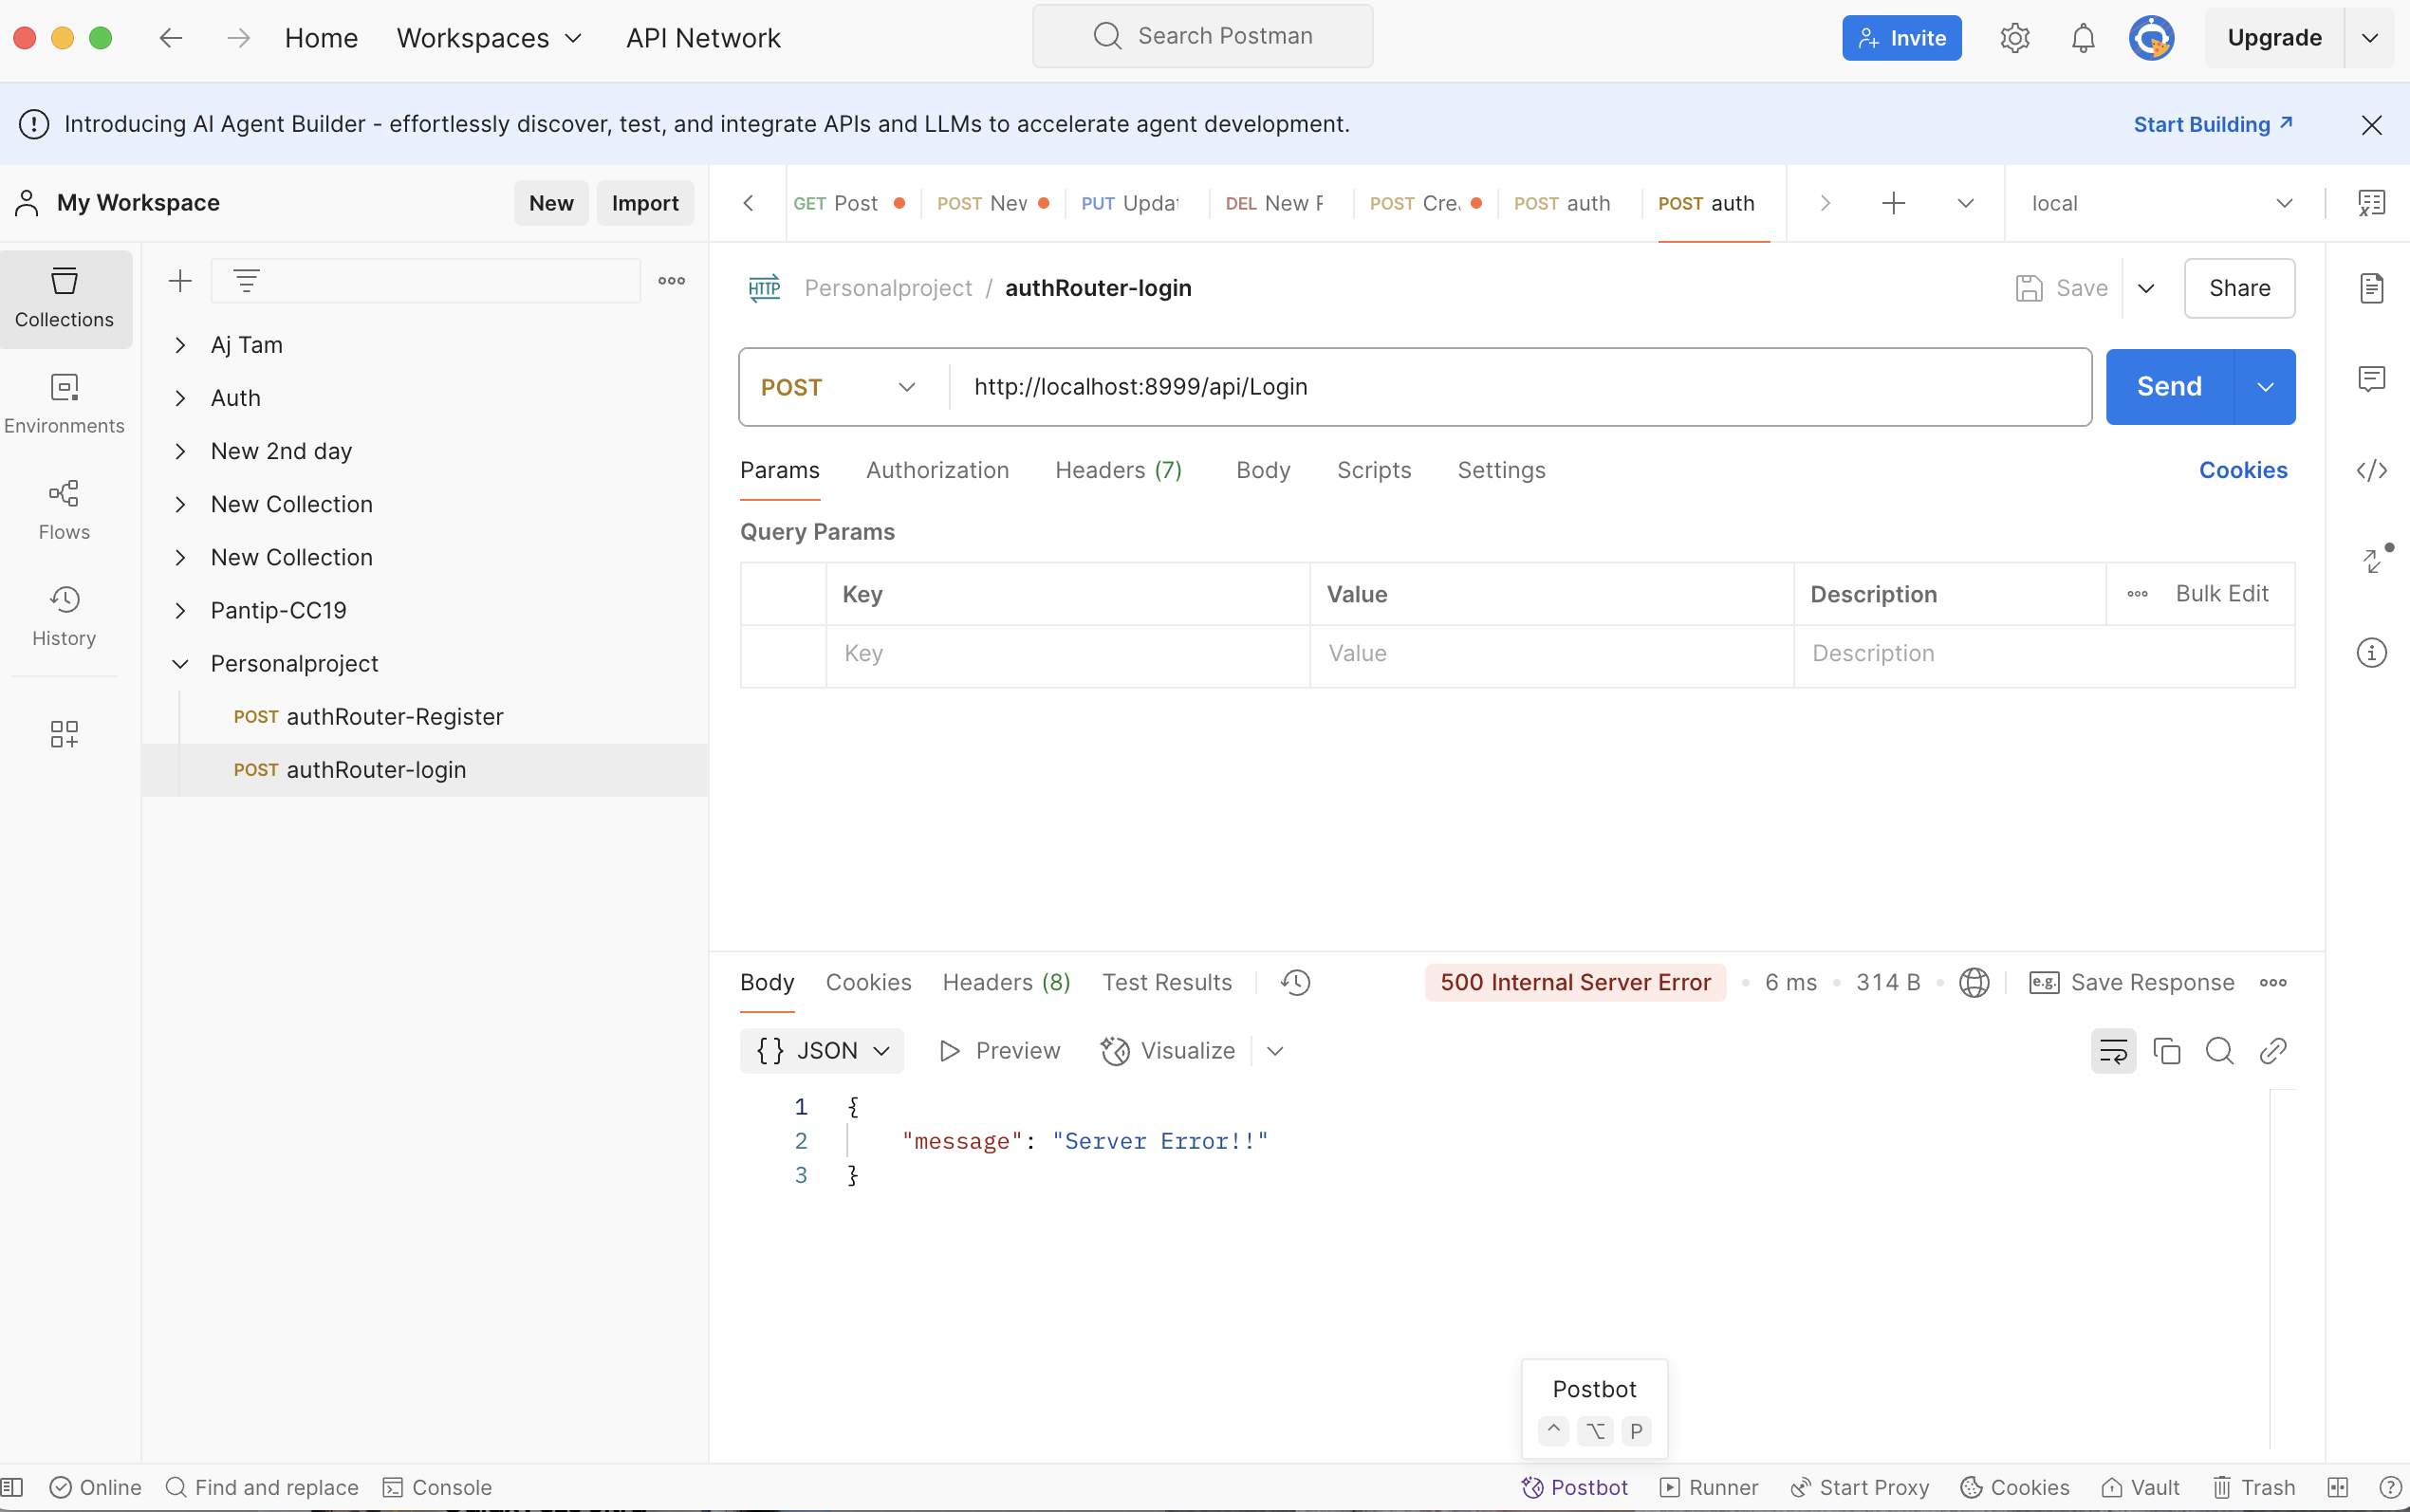 Home
Workspaces
API Network
Search Postman
Invite
Upgrade
Introducing AI Agent Builder - effortlessly discover, test, and integrate APIs and LLMs to accelerate agent development.
Start Building
My Workspace
New
Import
GET Post
POST New
PUT Updat
DEL New F
POST Cre
POST auth
POST auth
local
Collections
Environments
Flows
History
Aj Tam
Auth
New 2nd day
New Collection
New Collection
Pantip-CC19
Personalproject
POST authRouter-Register
POST authRouter-login
HTTP
Personalproject / authRouter-login
Save
Share
POST
http://localhost:8999/api/Login
Send
Params
Authorization
Headers (7)
Body
Scripts
Settings
Cookies
Query Params
Key
Value
Description
Bulk Edit
Key
Value
Description
Body
Cookies
Headers (8)
Test Results
500 Internal Server Error
6 ms
314 B
e.g.
Save Response
{} JSON
Preview
Visualize
1 {
2 "message": "Server Error!!"
3 }
Postbot
^ ⌥ P
Online
Find and replace
Console
Postbot
Runner
Start Proxy
Cookies
Vault
Trash